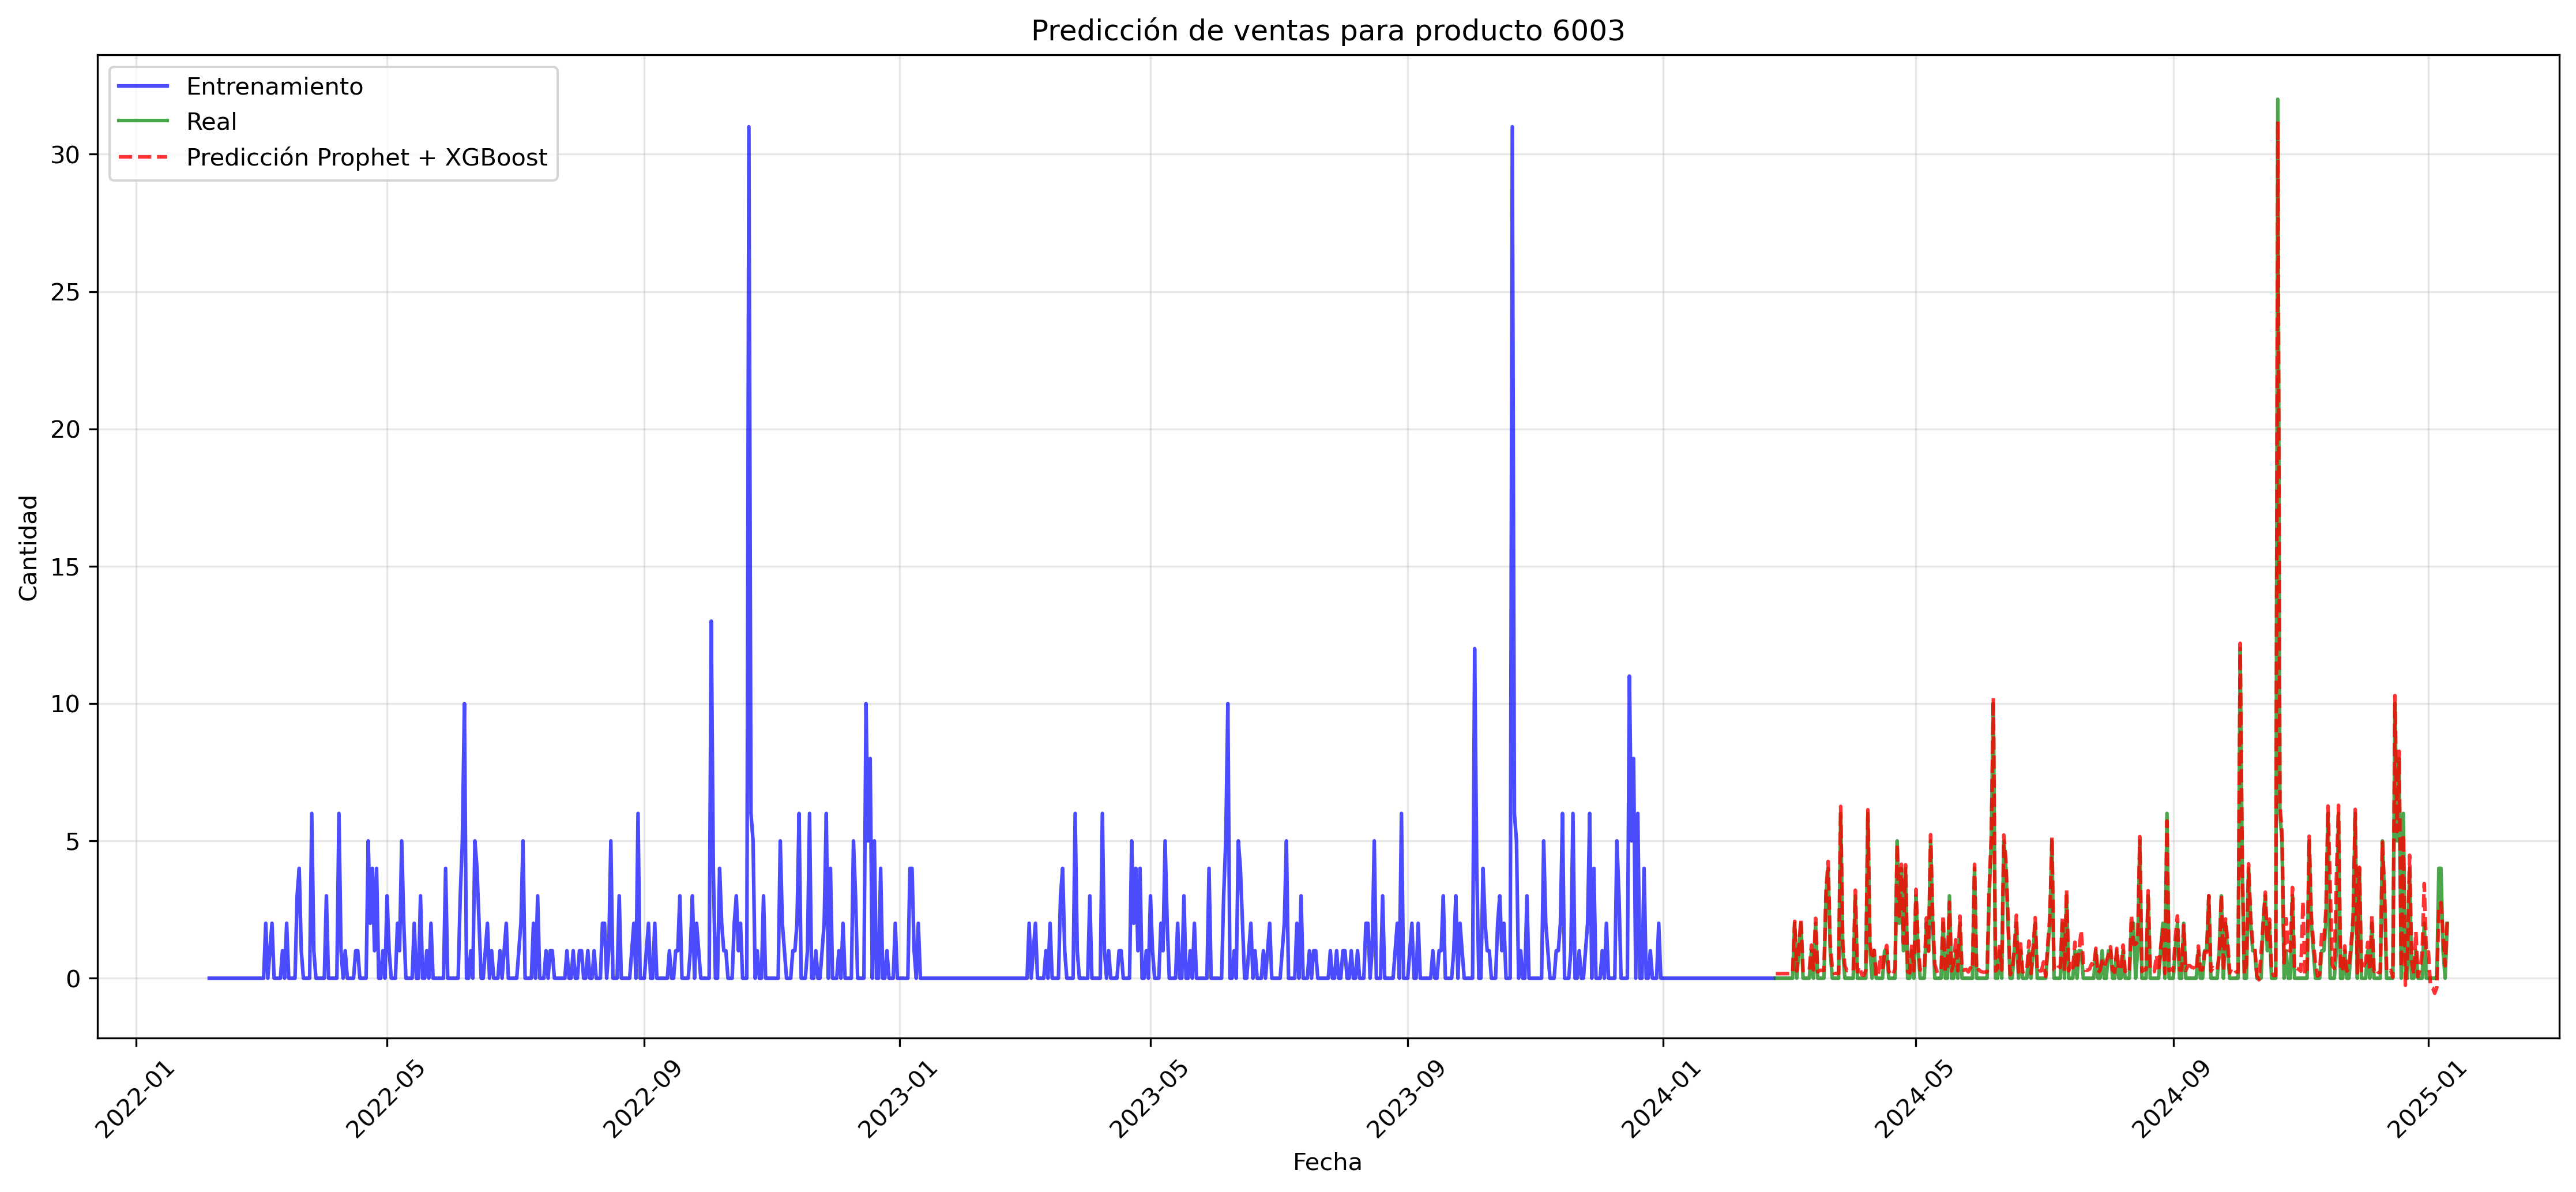 Predicción de ventas para producto 6003
Entrenamiento
Real
Predicción Prophet + XGBoost
30
25
20
15
10
5
0
Cantidad
2022-01
2022-05
2022-09
2023-01
2023-05
2023-09
2024-01
2024-05
2024-09
2025-01
Fecha